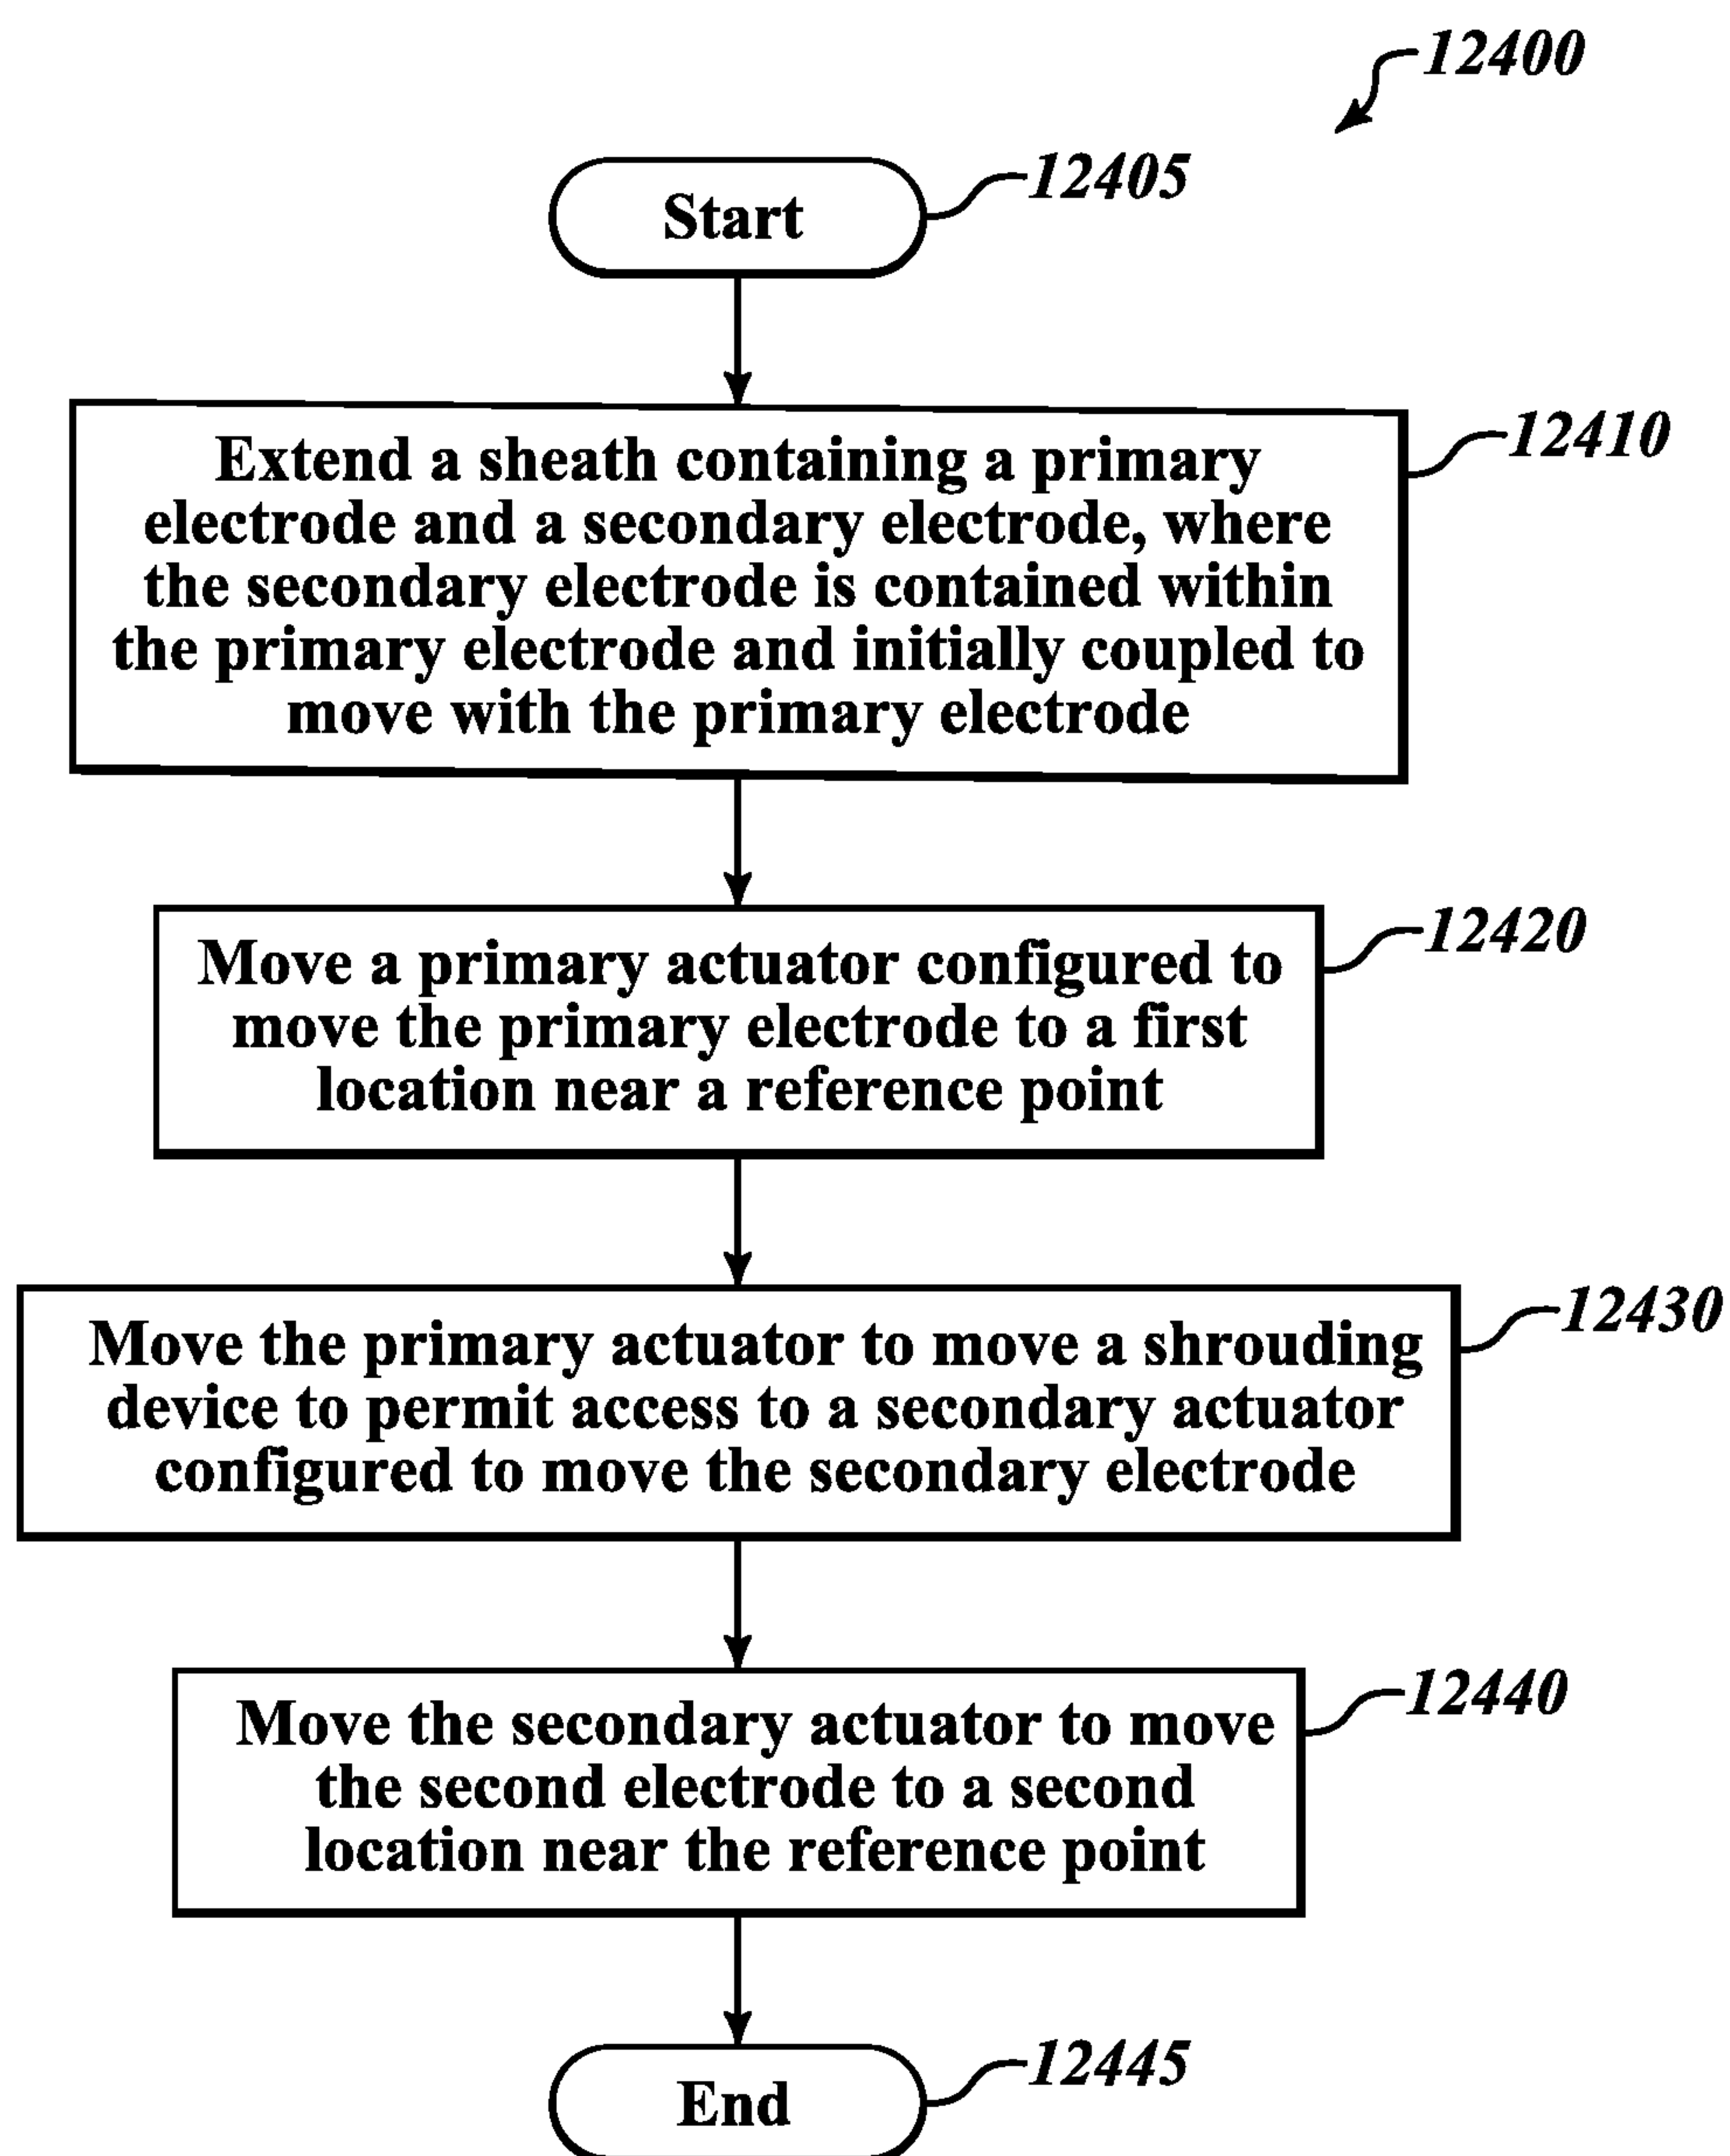 12400
Start
12405
Extend a sheath containing a primary
electrode and a secondary electrode, where
the secondary electrode is contained within
the primary electrode and initially coupled to
move with the primary electrode
12410
Move a primary actuator configured to
move the primary electrode to a first
location near a reference point
12420
Move the primary actuator to move a shrouding
device to permit access to a secondary actuator
configured to move the secondary electrode
12430
Move the secondary actuator to move
the second electrode to a second
location near the reference point
12440
End
12445